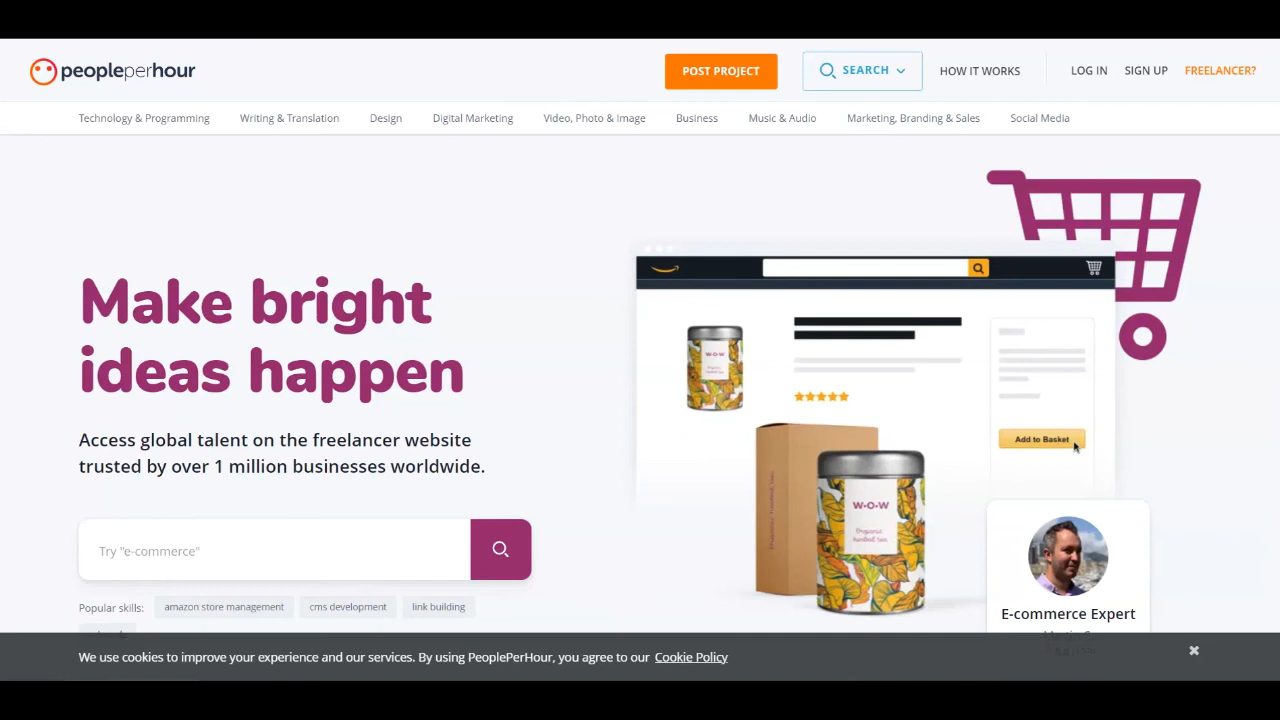 peopleperhour
POST PROJECT
SEARCH
HOW IT WORKS
LOG IN
SIGN UP
FREELANCER?
Technology & Programming
Writing & Translation
Design
Digital Marketing
Video, Photo & Image
Business
Music & Audio
Marketing, Branding & Sales
Social Media
Make bright
ideas happen
Access global talent on the freelancer website
trusted by over 1 million businesses worldwide.
Try "e-commerce"
Popular skills:
amazon store management
cms development
link building
W•O•W
Add to Basket
W•O•W
Organic
herbal tea
E-commerce Expert
We use cookies to improve your experience and our services. By using PeoplePerHour, you agree to our Cookie Policy